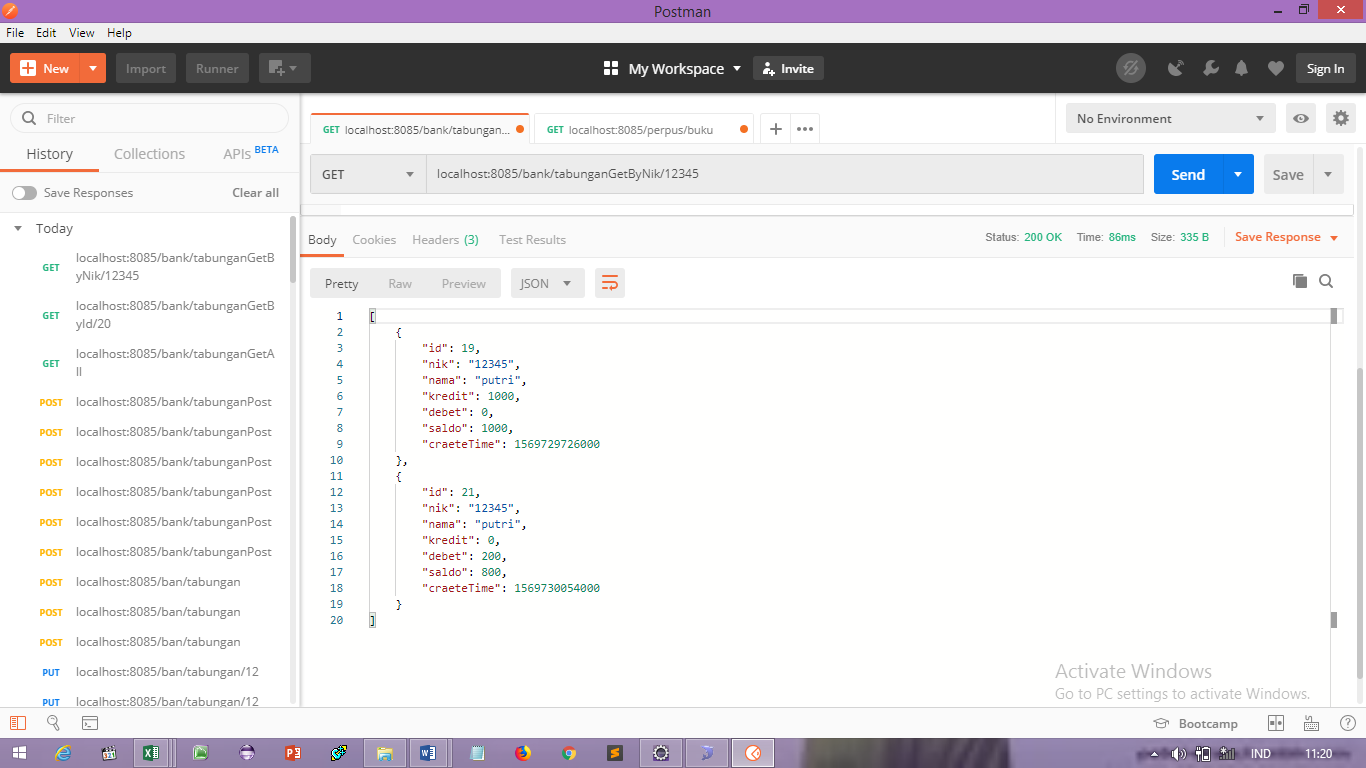 Postman
File Edit View Help
New Import Runner My Workspace Invite Sign In
Filter
History Collections APIs BETA
Save Responses Clear all
Today
GET localhost:8085/bank/tabunganGetB
yNik/12345
GET localhost:8085/bank/tabunganGetB
yId/20
GET localhost:8085/bank/tabunganGetA
ll
POST localhost:8085/bank/tabunganPost
POST localhost:8085/bank/tabunganPost
POST localhost:8085/bank/tabunganPost
POST localhost:8085/bank/tabunganPost
POST localhost:8085/bank/tabunganPost
POST localhost:8085/bank/tabunganPost
POST localhost:8085/ban/tabungan
POST localhost:8085/ban/tabungan
POST localhost:8085/ban/tabungan
PUT localhost:8085/ban/tabungan/12
PUT localhost:8085/ban/tabungan/12
GET localhost:8085/bank/tabungan... GET localhost:8085/perpus/buku No Environment
GET localhost:8085/bank/tabunganGetByNik/12345 Send Save
Body Cookies Headers (3) Test Results Status: 200 OK Time: 86ms Size: 335 B Save Response
Pretty Raw Preview JSON
1 [
2 {
3 "id": 19,
4 "nik": "12345",
5 "nama": "putri",
6 "kredit": 1000,
7 "debet": 0,
8 "saldo": 1000,
9 "craeteTime": 1569729726000
10 },
11 {
12 "id": 21,
13 "nik": "12345",
14 "nama": "putri",
15 "kredit": 0,
16 "debet": 200,
17 "saldo": 800,
18 "craeteTime": 1569730054000
19 }
20 ]
Activate Windows
Go to PC settings to activate Windows.
Bootcamp
IND 11:20